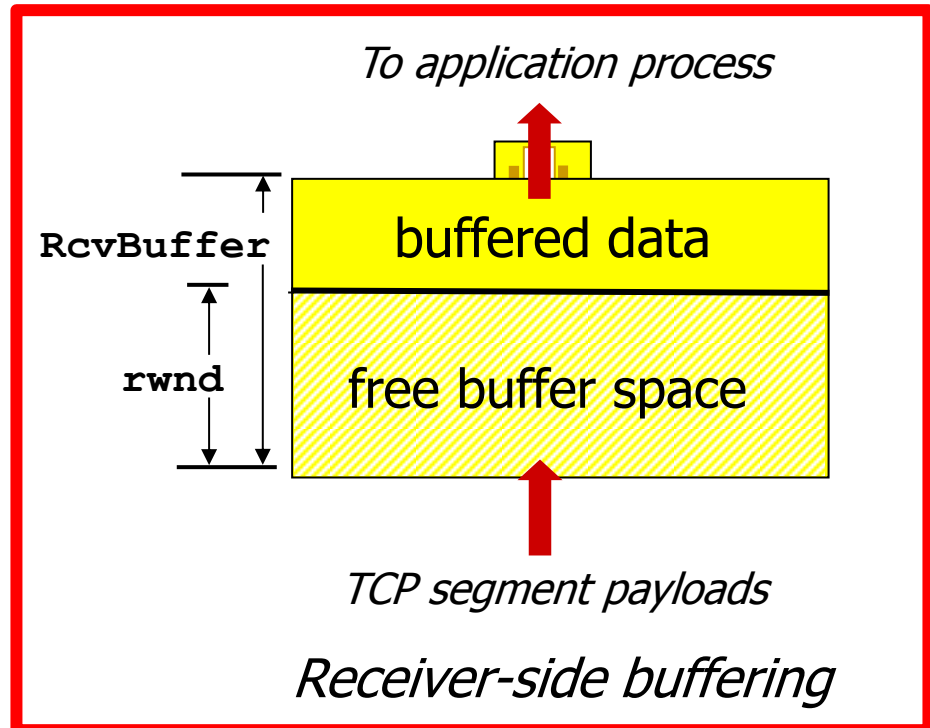 To application process
buffered data
RcvBuffer
rwnd
free buffer space
TCP segment payloads
Receiver-side buffering